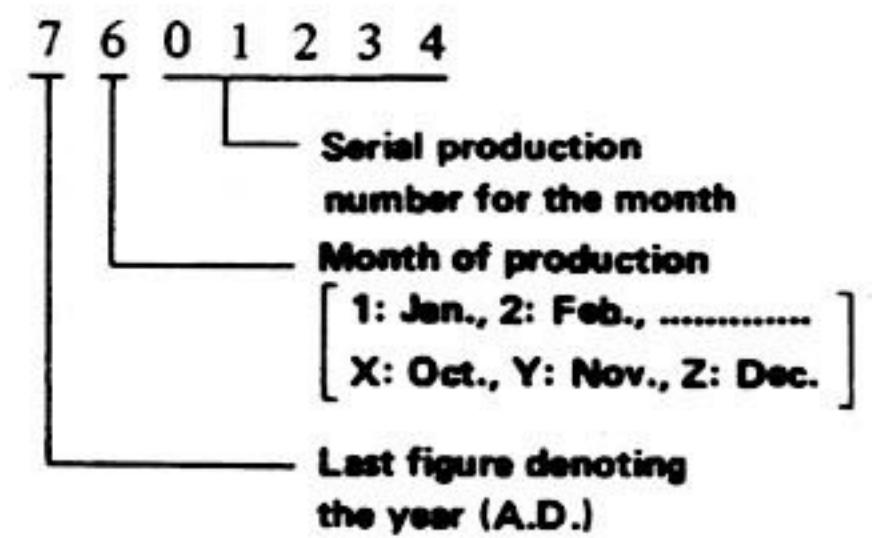 7 6 0 1 2 3 4
Serial production
number for the month
Month of production
[ 1: Jan., 2: Feb., .............
X: Oct., Y: Nov., Z: Dec. ]
Last figure denoting
the year (A.D.)